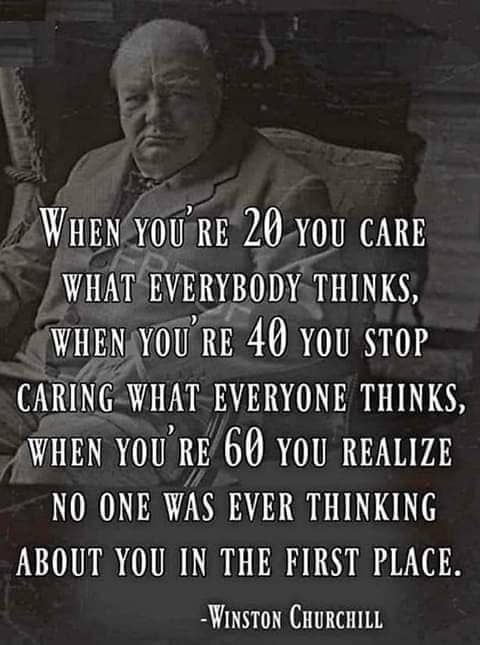 WHEN YOU'RE 20 YOU CARE
WHAT EVERYBODY THINKS,
WHEN YOU'RE 40 YOU STOP
CARING WHAT EVERYONE THINKS,
WHEN YOU'RE 60 YOU REALIZE
NO ONE WAS EVER THINKING
ABOUT YOU IN THE FIRST PLACE.
-WINSTON CHURCHILL